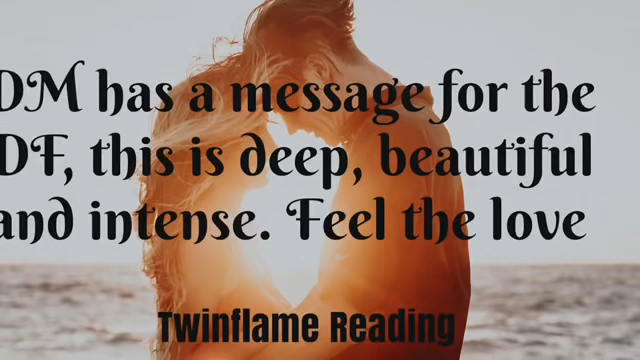 DM has a message for the
DF, this is deep, beautiful
and intense. Feel the love
Twinflame Reading